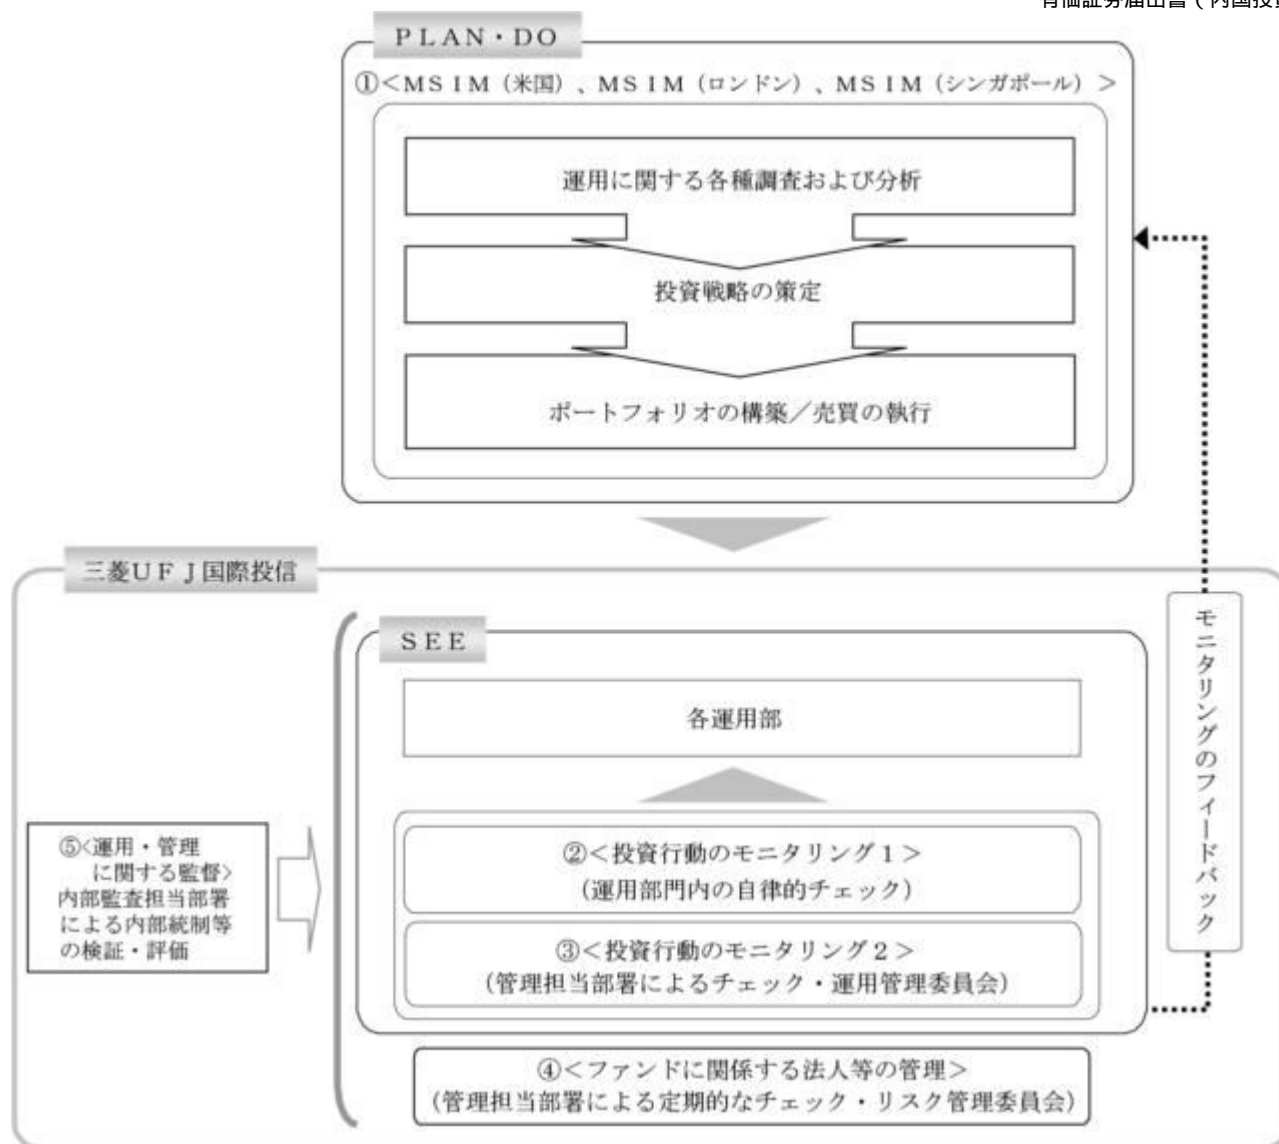 有価証券届出書（内国投資
ＰＬＡＮ・ＤＯ
①＜ＭＳＩＭ（米国）、ＭＳＩＭ（ロンドン）、ＭＳＩＭ（シンガポール）＞
運用に関する各種調査および分析
投資戦略の策定
ポートフォリオの構築／売買の執行
三菱ＵＦＪ国際投信
ＳＥＥ
各運用部
②＜投資行動のモニタリング１＞
（運用部門内の自律的チェック）
③＜投資行動のモニタリング２＞
（管理担当部署によるチェック・運用管理委員会）
④＜ファンドに関係する法人等の管理＞
（管理担当部署による定期的なチェック・リスク管理委員会）
⑤<運用・管理
に関する監督>
内部監査担当部署
による内部統制等
の検証・評価
モニタリングのフィードバック